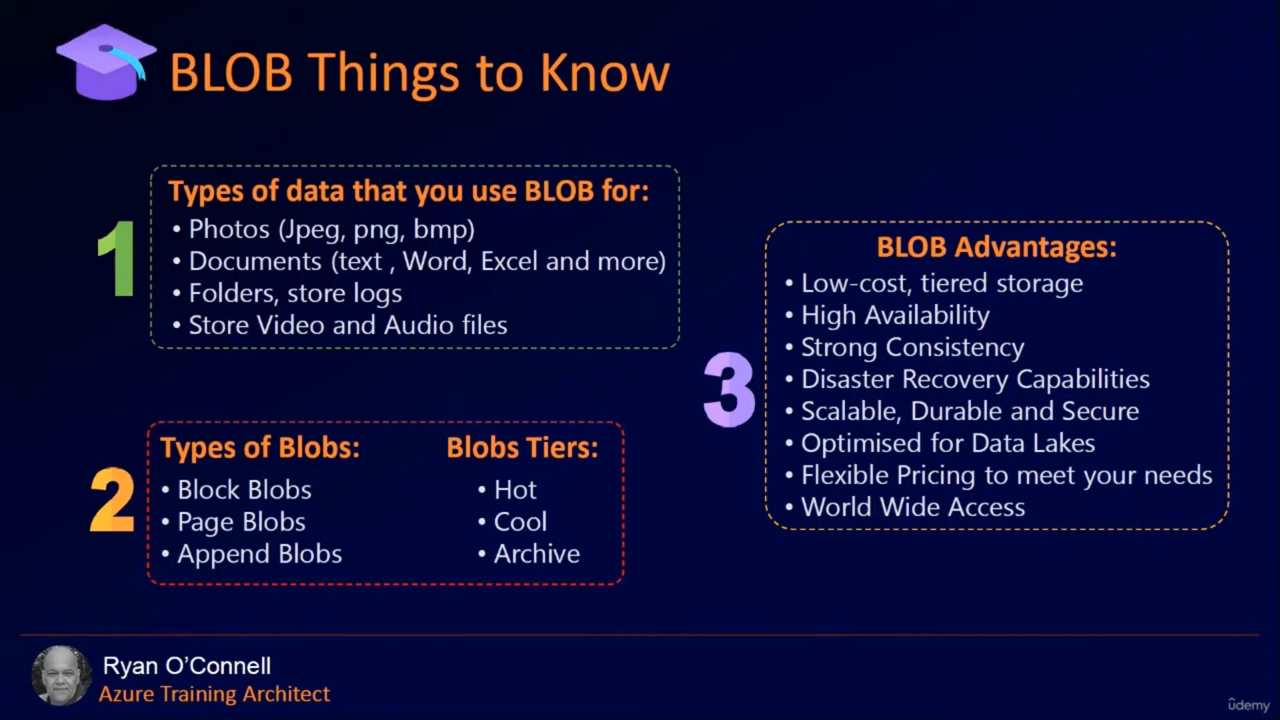 BLOB Things to Know
1
Types of data that you use BLOB for:
• Photos (Jpeg, png, bmp)
• Documents (text , Word, Excel and more)
• Folders, store logs
• Store Video and Audio files
2
Types of Blobs:
• Block Blobs
• Page Blobs
• Append Blobs
Blobs Tiers:
• Hot
• Cool
• Archive
3
BLOB Advantages:
• Low-cost, tiered storage
• High Availability
• Strong Consistency
• Disaster Recovery Capabilities
• Scalable, Durable and Secure
• Optimised for Data Lakes
• Flexible Pricing to meet your needs
• World Wide Access
Ryan O’Connell
Azure Training Architect
udemy